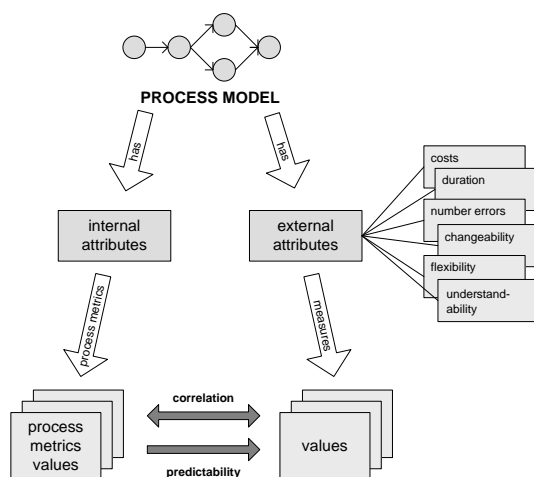 PROCESS MODEL
has
has
internal
attributes
external
attributes
costs
duration
number errors
changeability
flexibility
understand-
ability
process metrics
measures
process
metrics
values
correlation
predictability
values